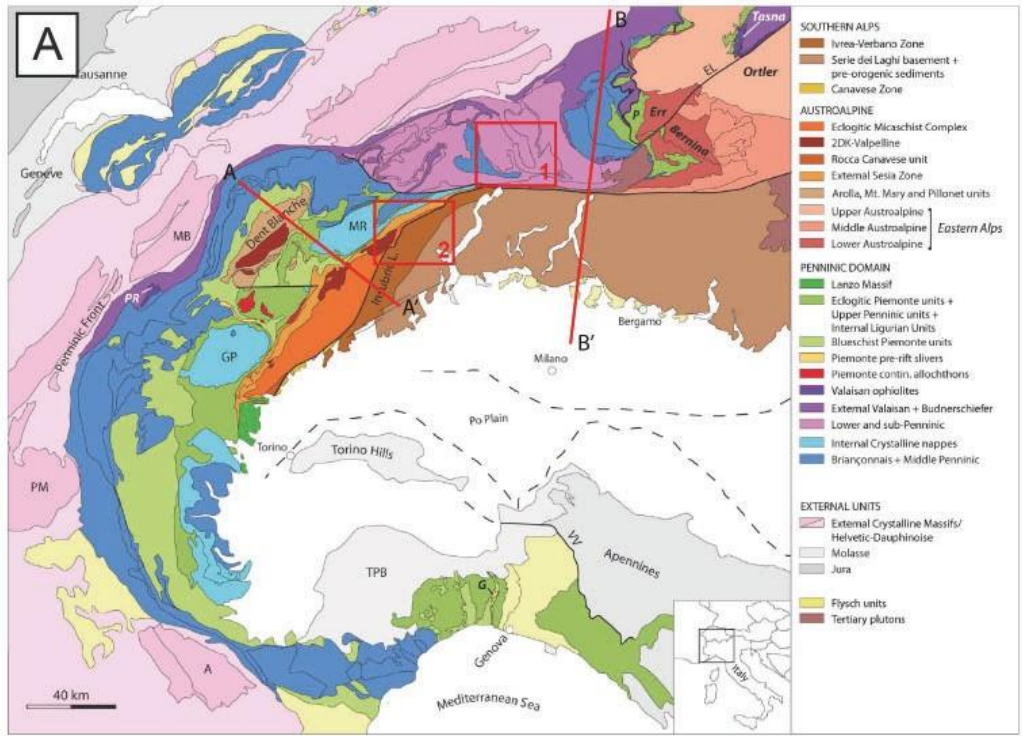 A
Lausanne
Geneve
B
Tasna
Ortler
EL
P
Err
Bernina
1
A
MR
MB
Dent Blanche
2
Insubric L.
A'
PR
Penninic Front
GP
B'
Bergamo
Milano
Po Plain
Torino
Torino Hills
PM
TPB
VV
Apennines
G
Genova
A
40 km
Mediterranean Sea
Italy
SOUTHERN ALPS
Ivrea-Verbano Zone
Serie dei Laghi basement +
pre-orogenic sediments
Canavese Zone
AUSTROALPINE
Eclogitic Micaschist Complex
2DK-Valpelline
Rocca Canavese unit
External Sesia Zone
Arolla, Mt. Mary and Pillonet units
Upper Austroalpine
Middle Austroalpine
Lower Austroalpine
Eastern Alps
PENNINIC DOMAIN
Lanzo Massif
Eclogitic Piemonte units +
Upper Penninic units +
Internal Ligurian Units
Blueschist Piemonte units
Piemonte pre-rift slivers
Piemonte contin. allochthons
Valaisan ophiolites
External Valaisan + Budnerschiefer
Lower and sub-Penninic
Internal Crystalline nappes
Briançonnais + Middle Penninic
EXTERNAL UNITS
External Crystalline Massifs/
Helvetic-Dauphinoise
Molasse
Jura
Flysch units
Tertiary plutons